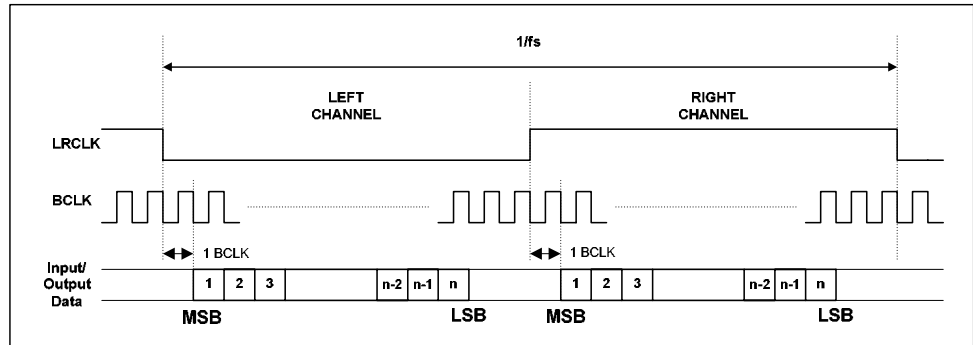 1/fs
LEFT
CHANNEL
RIGHT
CHANNEL
LRCLK
BCLK
1 BCLK
1 BCLK
Input/
Output
Data
1 2 3 n-2 n-1 n 1 2 3 n-2 n-1 n
MSB LSB MSB LSB